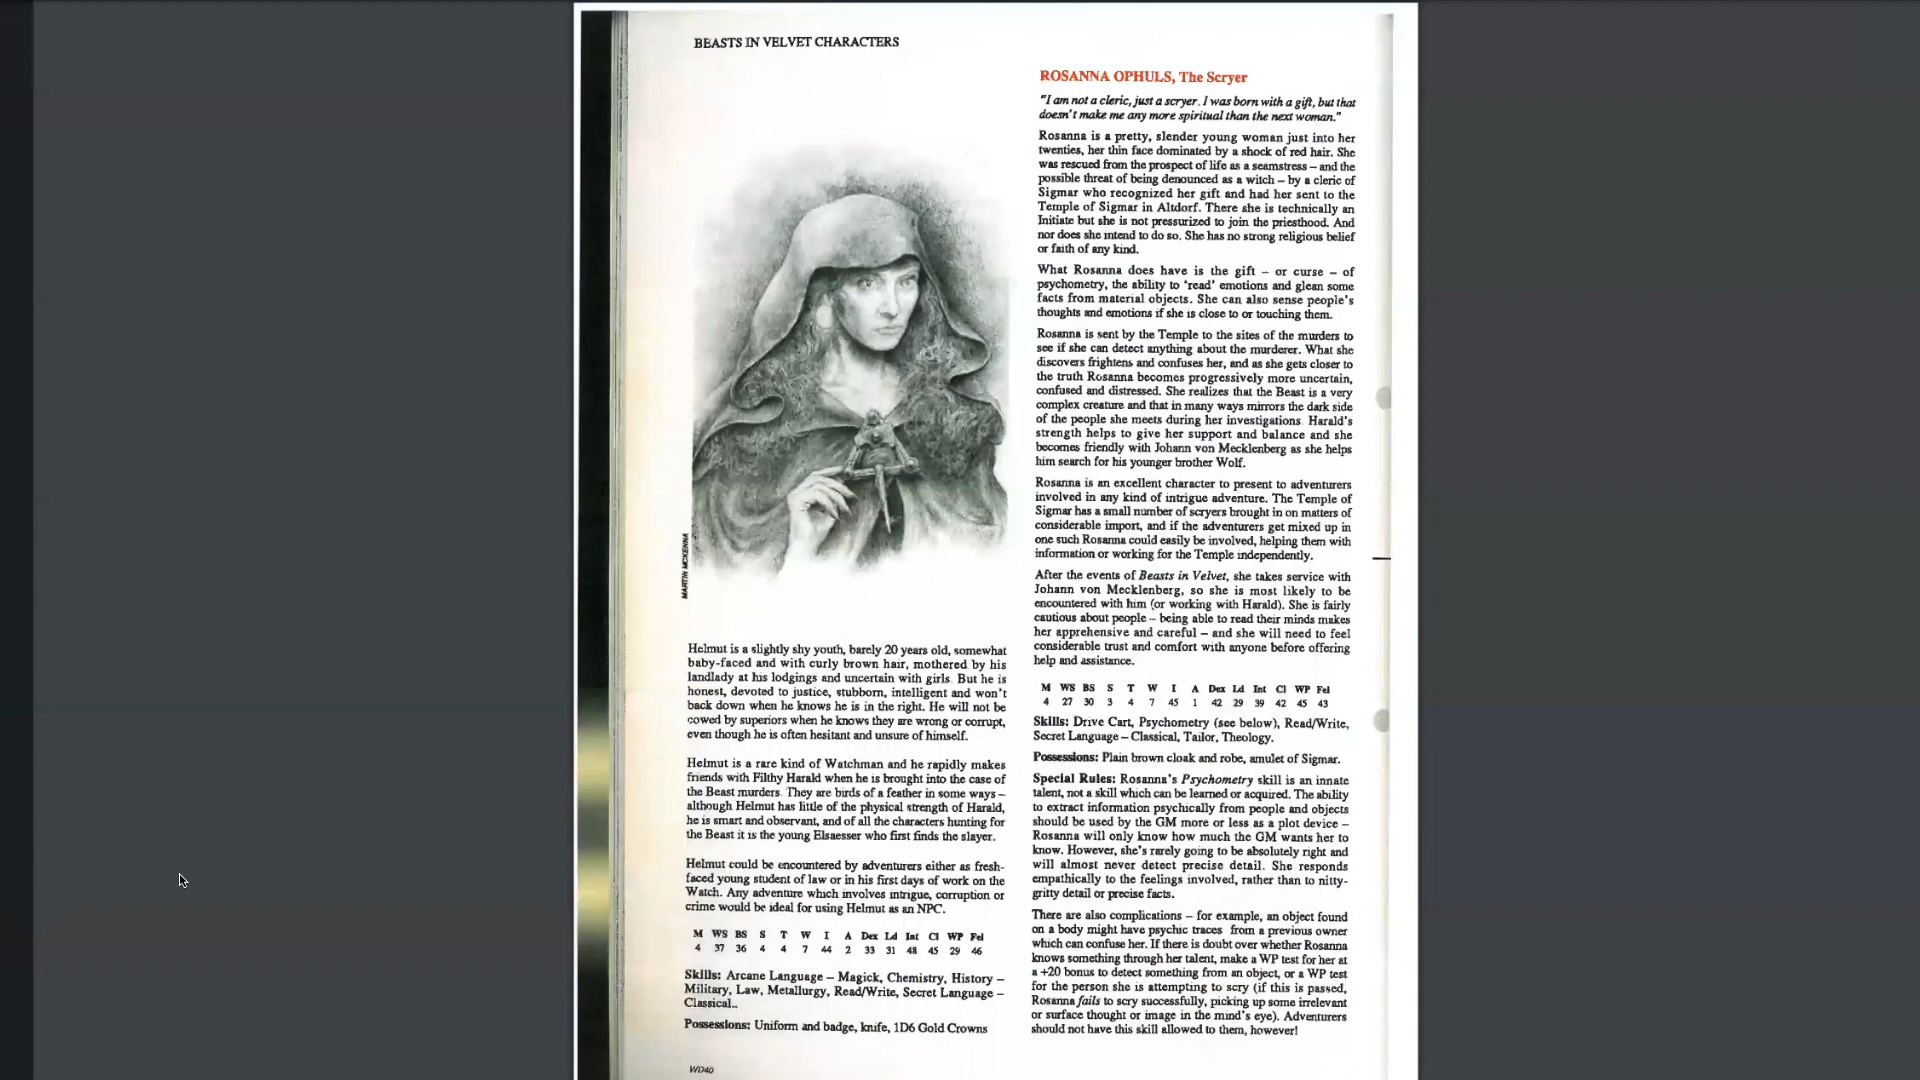 BEASTS IN VELVET CHARACTERS
MARTIN MCKENNA
Helmut is a slightly shy youth, barely 20 years old, somewhat
baby-faced and with curly brown hair, mothered by his
landlady at his lodgings and uncertain with girls. But he is
honest, devoted to justice, stubborn, intelligent and won't
back down when he knows he is in the right. He will not be
cowed by superiors when he knows they are wrong or corrupt,
even though he is often hesitant and unsure of himself.
Helmut is a rare kind of Watchman and he rapidly makes
friends with Filthy Harald when he is brought into the case of
the Beast murders. They are birds of a feather in some ways –
although Helmut has little of the physical strength of Harald,
he is smart and observant, and of all the characters hunting for
the Beast it is the young Elsaesser who first finds the slayer.
Helmut could be encountered by adventurers either as fresh-
faced young student of law or in his first days of work on the
Watch. Any adventure which involves intrigue, corruption or
crime would be ideal for using Helmut as an NPC.
M WS BS S T W I A Dex Ld Int Cl WP Fel
4 37 36 4 4 7 44 2 33 31 48 45 29 46
Skills: Arcane Language – Magick, Chemistry, History –
Military, Law, Metallurgy, Read/Write, Secret Language –
Classical..
Possessions: Uniform and badge, knife, 1D6 Gold Crowns
WD40
ROSANNA OPHULS, The Scryer
"I am not a cleric, just a scryer. I was born with a gift, but that
doesn't make me any more spiritual than the next woman."
Rosanna is a pretty, slender young woman just into her
twenties, her thin face dominated by a shock of red hair. She
was rescued from the prospect of life as a seamstress – and the
possible threat of being denounced as a witch – by a cleric of
Sigmar who recognized her gift and had her sent to the
Temple of Sigmar in Altdorf. There she is technically an
Initiate but she is not pressurized to join the priesthood. And
nor does she intend to do so. She has no strong religious belief
or faith of any kind.
What Rosanna does have is the gift – or curse – of
psychometry, the ability to 'read' emotions and glean some
facts from material objects. She can also sense people's
thoughts and emotions if she is close to or touching them.
Rosanna is sent by the Temple to the sites of the murders to
see if she can detect anything about the murderer. What she
discovers frightens and confuses her, and as she gets closer to
the truth Rosanna becomes progressively more uncertain,
confused and distressed. She realizes that the Beast is a very
complex creature and that in many ways mirrors the dark side
of the people she meets during her investigations. Harald's
strength helps to give her support and balance and she
becomes friendly with Johann von Mecklenberg as she helps
him search for his younger brother Wolf.
Rosanna is an excellent character to present to adventurers
involved in any kind of intrigue adventure. The Temple of
Sigmar has a small number of scryers brought in on matters of
considerable import, and if the adventurers get mixed up in
one such Rosanna could easily be involved, helping them with
information or working for the Temple independently.
After the events of Beasts in Velvet, she takes service with
Johann von Mecklenberg, so she is most likely to be
encountered with him (or working with Harald). She is fairly
cautious about people – being able to read their minds makes
her apprehensive and careful – and she will need to feel
considerable trust and comfort with anyone before offering
help and assistance.
M WS BS S T W I A Dex Ld Int Cl WP Fel
4 27 30 3 4 7 45 1 42 29 39 42 45 43
Skills: Drive Cart, Psychometry (see below), Read/Write,
Secret Language – Classical, Tailor, Theology.
Possessions: Plain brown cloak and robe, amulet of Sigmar.
Special Rules: Rosanna's Psychometry skill is an innate
talent, not a skill which can be learned or acquired. The ability
to extract information psychically from people and objects
should be used by the GM more or less as a plot device –
Rosanna will only know how much the GM wants her to
know. However, she's rarely going to be absolutely right and
will almost never detect precise detail. She responds
empathically to the feelings involved, rather than to nitty-
gritty detail or precise facts.
There are also complications – for example, an object found
on a body might have psychic traces from a previous owner
which can confuse her. If there is doubt over whether Rosanna
knows something through her talent, make a WP test for her at
a +20 bonus to detect something from an object, or a WP test
for the person she is attempting to scry (if this is passed,
Rosanna fails to scry successfully, picking up some irrelevant
or surface thought or image in the mind's eye). Adventurers
should not have this skill allowed to them, however!